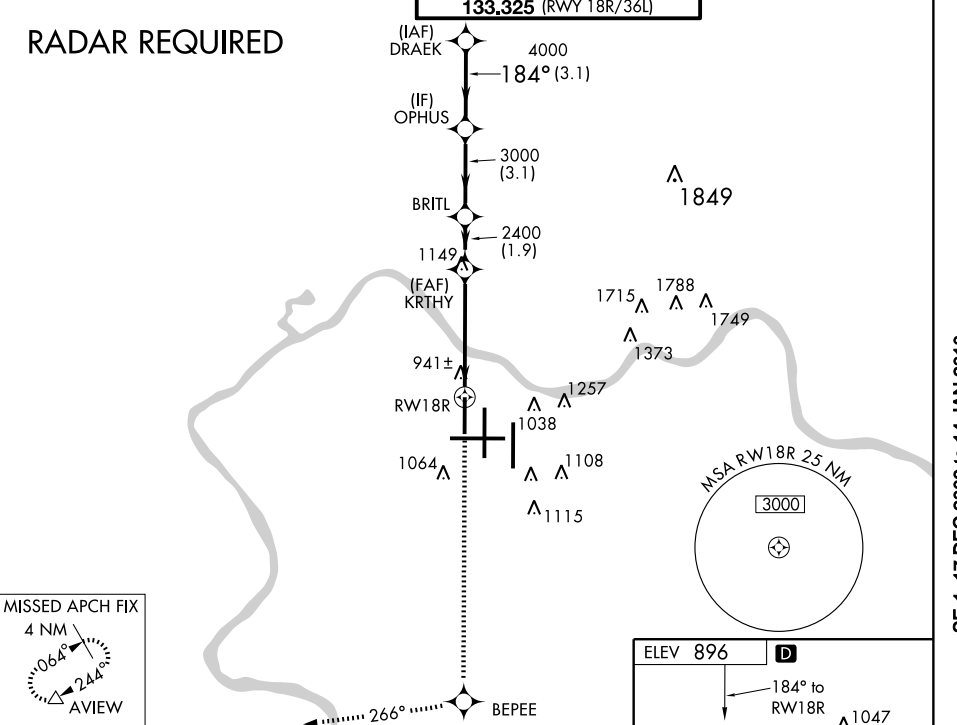 133.325 (RWY 18R/36L)
RADAR REQUIRED
(IAF)
DRAEK
4000
184° (3.1)
(IF)
OPHUS
3000
(3.1)
BRITL
2400
(1.9)
1149
(FAF)
KRTHY
1849
1715
1788
1749
1373
941±
RW18R
1257
1038
1064
1108
1115
MSA RW18R 25 NM
3000
MISSED APCH FIX
4 NM
064°
244°
AVIEW
266°
BEPEE
ELEV 896
D
184° to
RW18R
1047